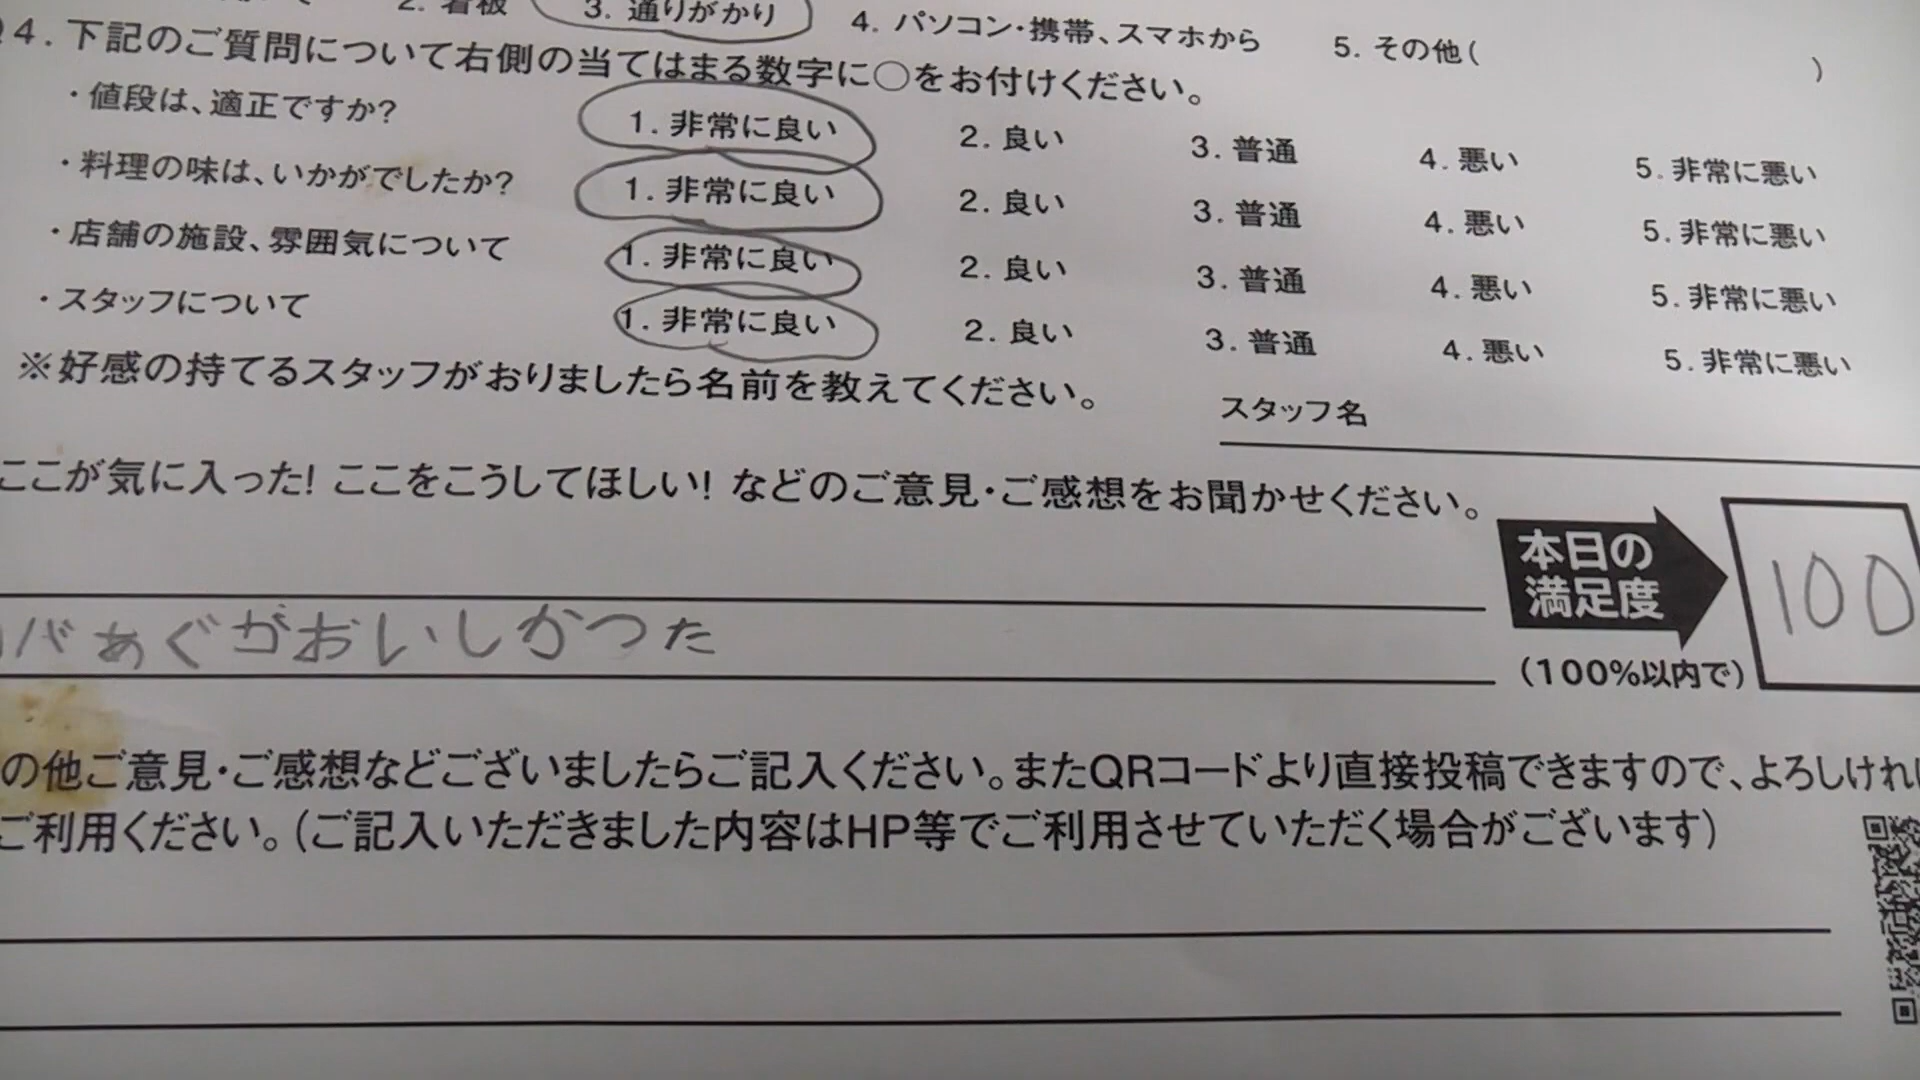 2. 看板 3. 通りがかり 4. パソコン・携帯、スマホから 5. その他( )
4. 下記のご質問について右側の当てはまる数字に○をお付けください。
・値段は、適正ですか? 1. 非常に良い 2. 良い 3. 普通 4. 悪い 5. 非常に悪い
・料理の味は、いかがでしたか? 1. 非常に良い 2. 良い 3. 普通 4. 悪い 5. 非常に悪い
・店舗の施設、雰囲気について 1. 非常に良い 2. 良い 3. 普通 4. 悪い 5. 非常に悪い
・スタッフについて 1. 非常に良い 2. 良い 3. 普通 4. 悪い 5. 非常に悪い
※好感の持てるスタッフがおりましたら名前を教えてください。 スタッフ名
ここが気に入った! ここをこうしてほしい! などのご意見・ご感想をお聞かせください。
本日の
満足度
100
(100%以内で)
バあぐがおいしかつた
の他ご意見・ご感想などございましたらご記入ください。またQRコードより直接投稿できますので、よろしけれ
ご利用ください。(ご記入いただきました内容はHP等でご利用させていただく場合がございます)